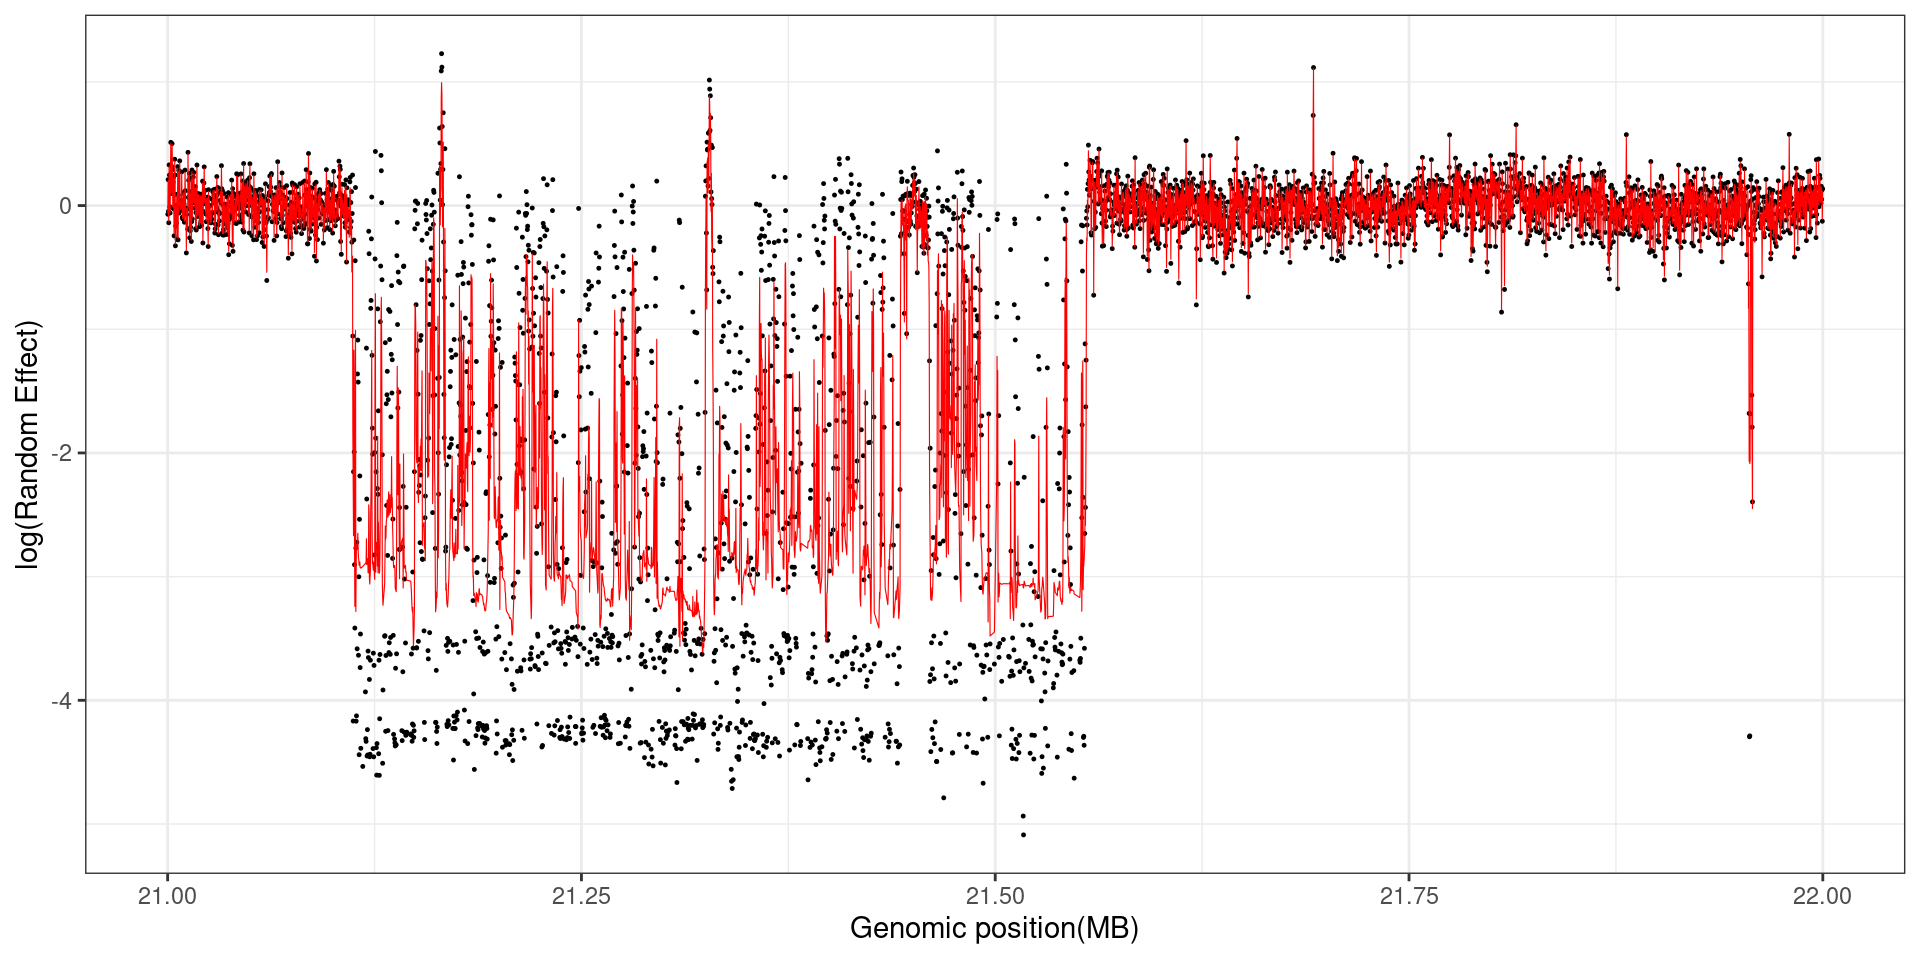 log(Random Effect)
0
-2
-4
21.00 21.25 21.50 21.75 22.00
Genomic position(MB)